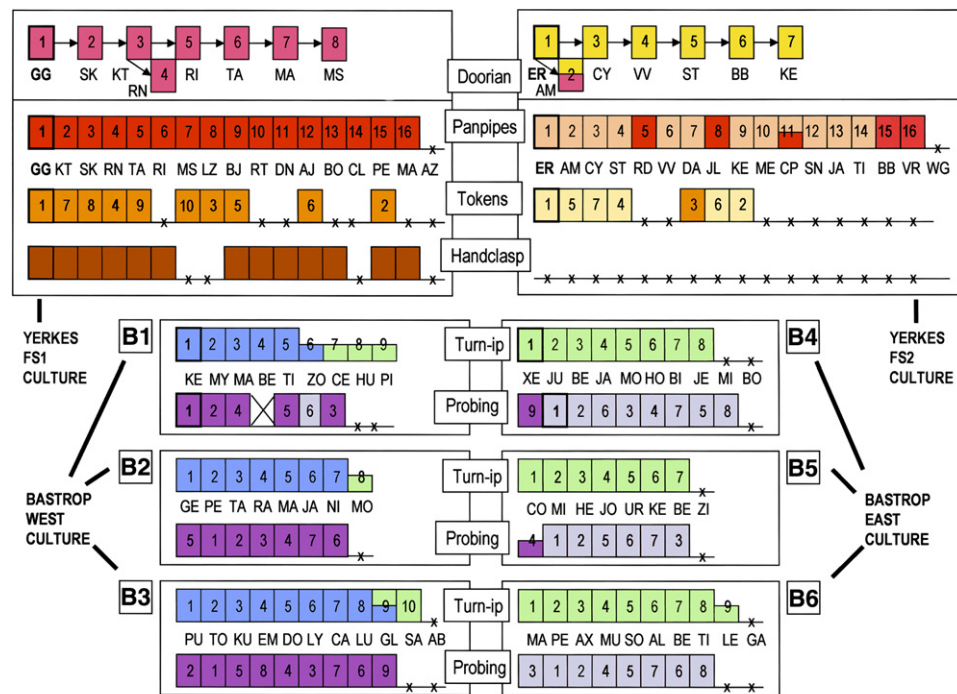 1 2 3 5 6 7 8
GG SK KT RI TA MA MS
4
RN
Doorian
1 3 4 5 6 7
ER CY VV ST BB KE
2
AM
Panpipes
1 2 3 4 5 6 7 8 9 10 11 12 13 14 15 16 x
GG KT SK RN TA RI MS LZ BJ RT DN AJ BO CL PE MA AZ
1 2 3 4 5 6 7 8 9 10 11 12 13 14 15 16 x
ER AM CY ST RD VV DA JL KE ME CP SN JA TI BB VR WG
Tokens
1 7 8 4 9 x 10 3 5 x x 6 x x 2 x x
1 5 7 4 x x 3 6 2 x x x x x x x x
Handclasp
x x x x
x x x x x x x x x x x x x x x x x
YERKES
FS1
CULTURE
YERKES
FS2
CULTURE
B1
1 2 3 4 5 6 7 8 9
Turn-ip
1 2 3 4 5 6 7 8 x x
B4
KE MY MA BE TI ZO CE HU PI
XE JU BE JA MO HO BI JE MI BO
1 2 4 5 6 3 x x
Probing
9 1 2 6 3 4 7 5 8 x
B2
1 2 3 4 5 6 7 8
Turn-ip
1 2 3 4 5 6 7 x
B5
GE PE TA RA MA JA NI MO
CO MI HE JO UR KE BE ZI
5 1 2 3 4 7 6 x
Probing
4 1 2 5 6 7 3 x
BASTROP
WEST
CULTURE
BASTROP
EAST
CULTURE
B3
1 2 3 4 5 6 7 8 9 10 x
Turn-ip
1 2 3 4 5 6 7 8 9 x
B6
PU TO KU EM DO LY CA LU GL SA AB
MA PE AX MU SO AL BE TI LE GA
2 1 5 8 4 3 7 6 9 x x
Probing
3 1 2 4 5 7 6 8 x x